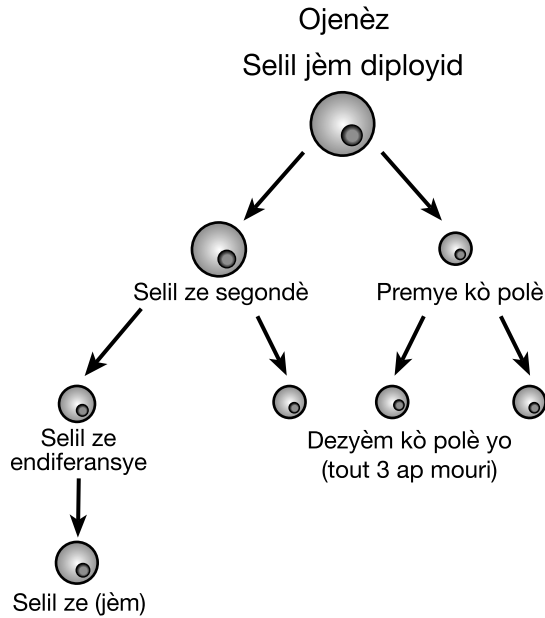 Ojenèz
Selil jèm diployid
Selil ze segondè
Premye kò polè
Selil ze
endiferansye
Dezyèm kò polè yo
(tout 3 ap mouri)
Selil ze (jèm)